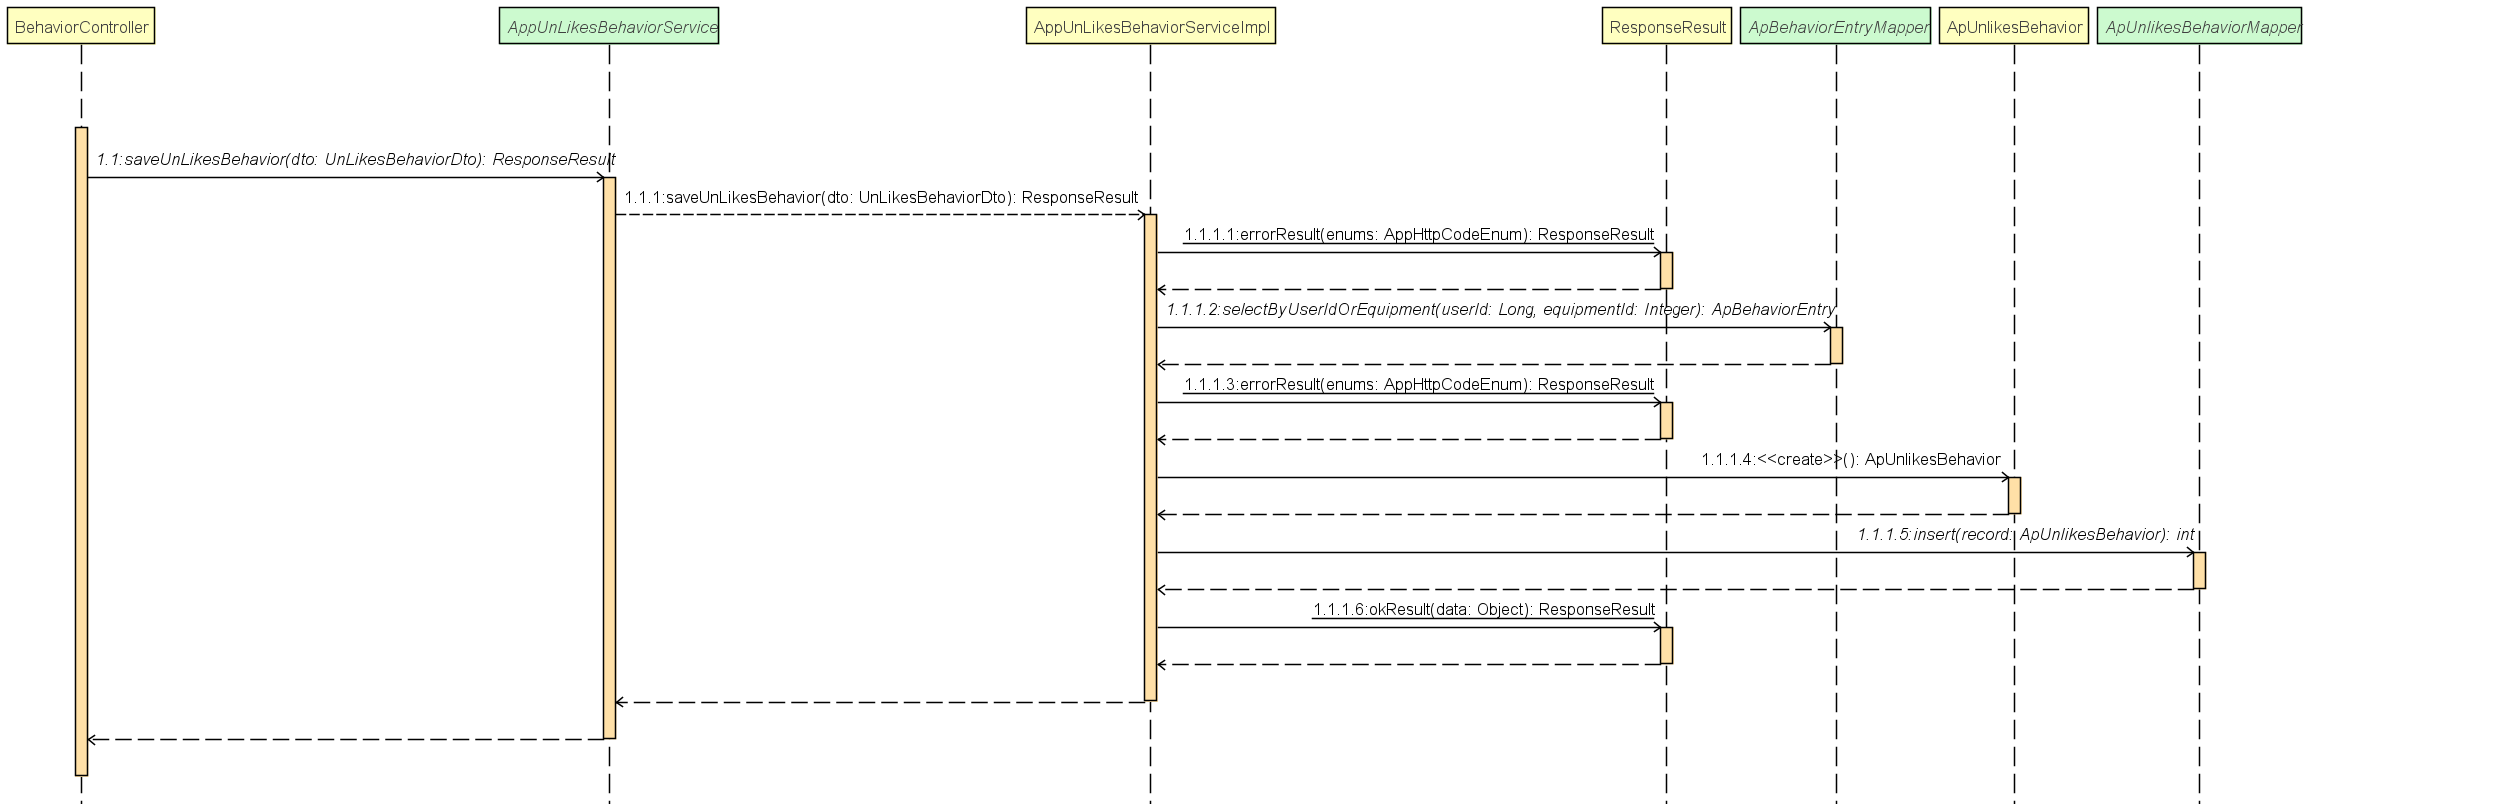 BehaviorController
AppUnLikesBehaviorService
AppUnLikesBehaviorServiceImpl
ResponseResult
ApBehaviorEntryMapper
ApUnlikesBehavior
ApUnlikesBehaviorMapper
1.1:saveUnLikesBehavior(dto: UnLikesBehaviorDto): ResponseResult
1.1.1:saveUnLikesBehavior(dto: UnLikesBehaviorDto): ResponseResult
1.1.1.1:errorResult(enums: AppHttpCodeEnum): ResponseResult
1.1.1.2:selectByUserIdOrEquipment(userId: Long, equipmentId: Integer): ApBehaviorEntry
1.1.1.3:errorResult(enums: AppHttpCodeEnum): ResponseResult
1.1.1.4:<<create>>(): ApUnlikesBehavior
1.1.1.5:insert(record: ApUnlikesBehavior): int
1.1.1.6:okResult(data: Object): ResponseResult